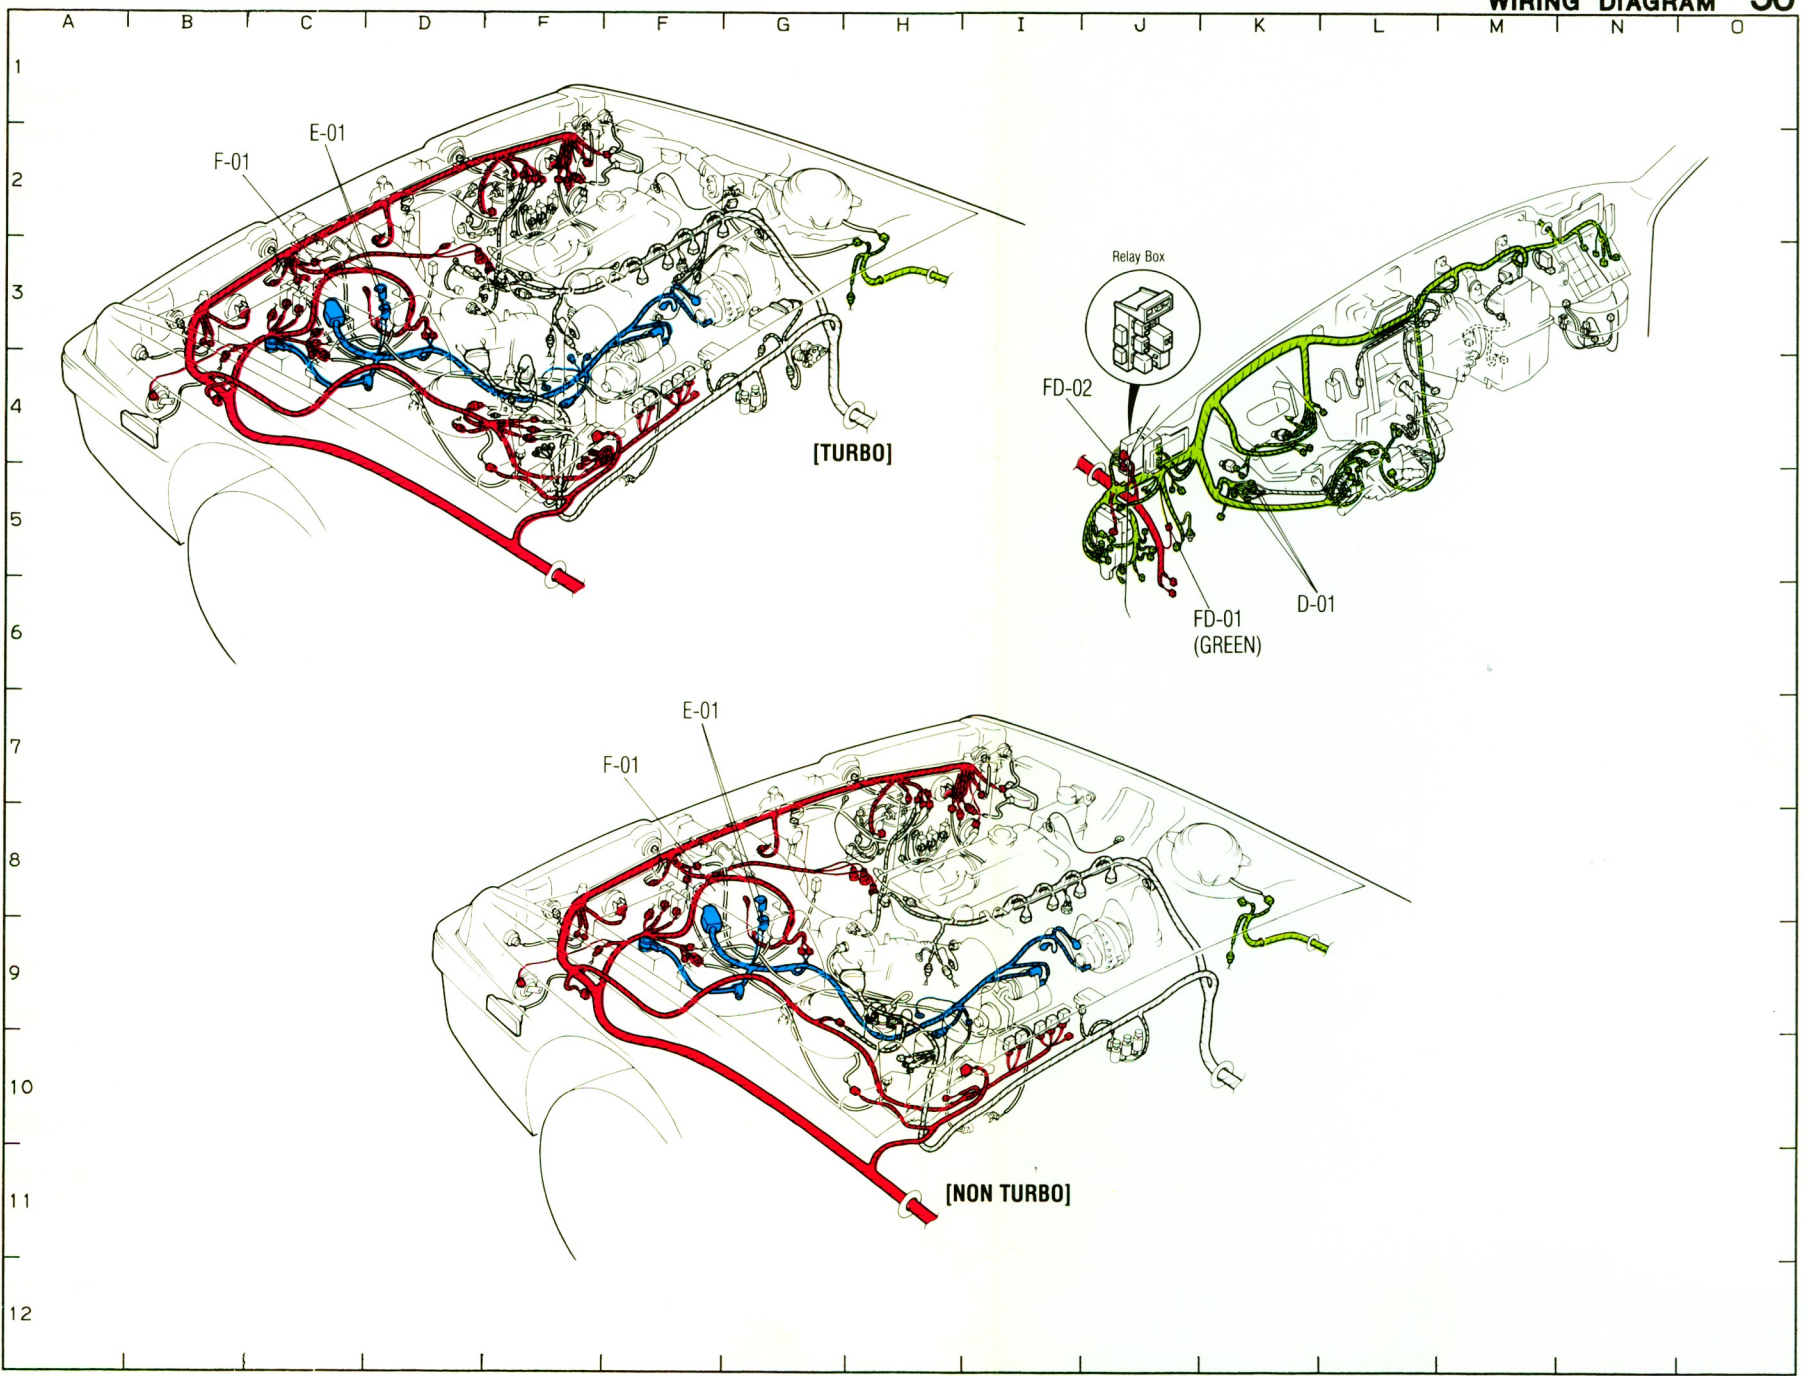 WIRING DIAGRAM 50
A B C D F F G H I J K L M N O
1
E-01
F-01
2
Relay Box
3
FD-02
4
[TURBO]
5
D-01
FD-01
(GREEN)
6
E-01
7
F-01
8
9
10
[NON TURBO]
11
12